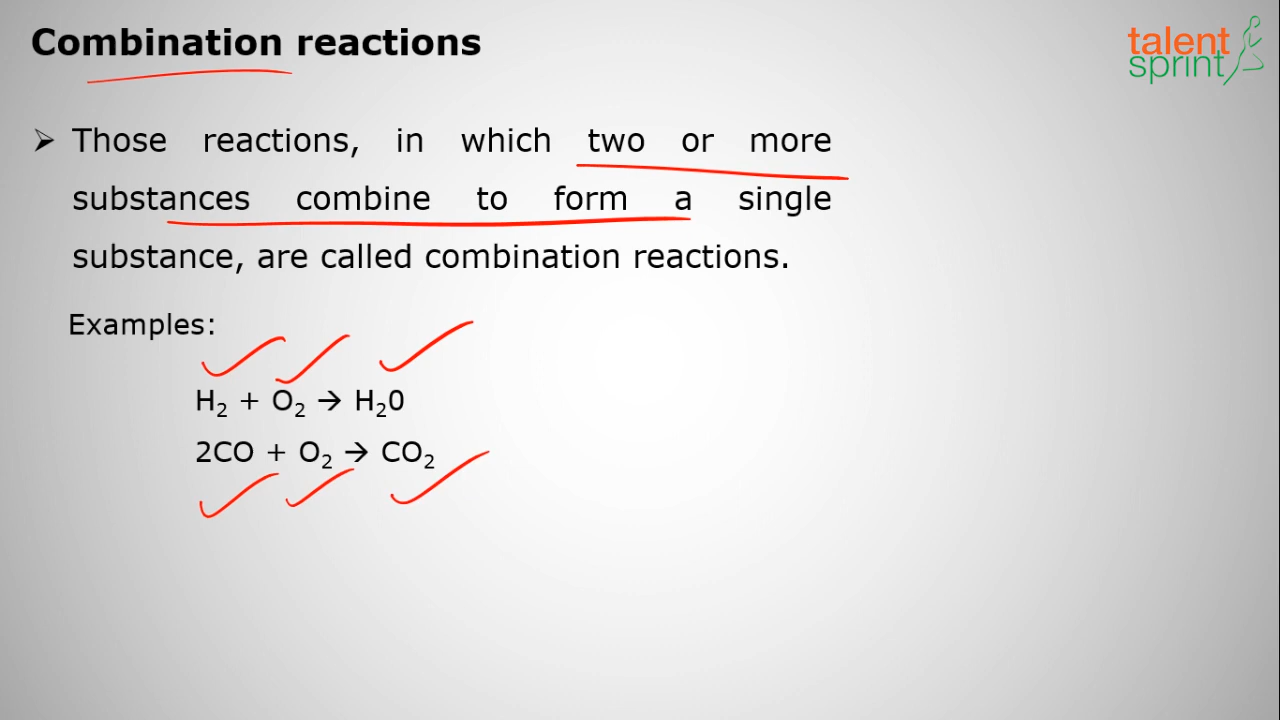 Combination reactions
talent
sprint
➢ Those reactions, in which two or more
substances combine to form a single
substance, are called combination reactions.
Examples:
H₂ + O₂ → H₂0
2CO + O₂ → CO₂